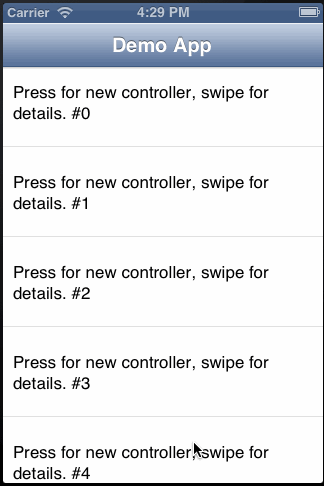 Carrier 4:29 PM
Demo App
Press for new controller, swipe for
details. #0
Press for new controller, swipe for
details. #1
Press for new controller, swipe for
details. #2
Press for new controller, swipe for
details. #3
Press for new controller, swipe for
details. #4